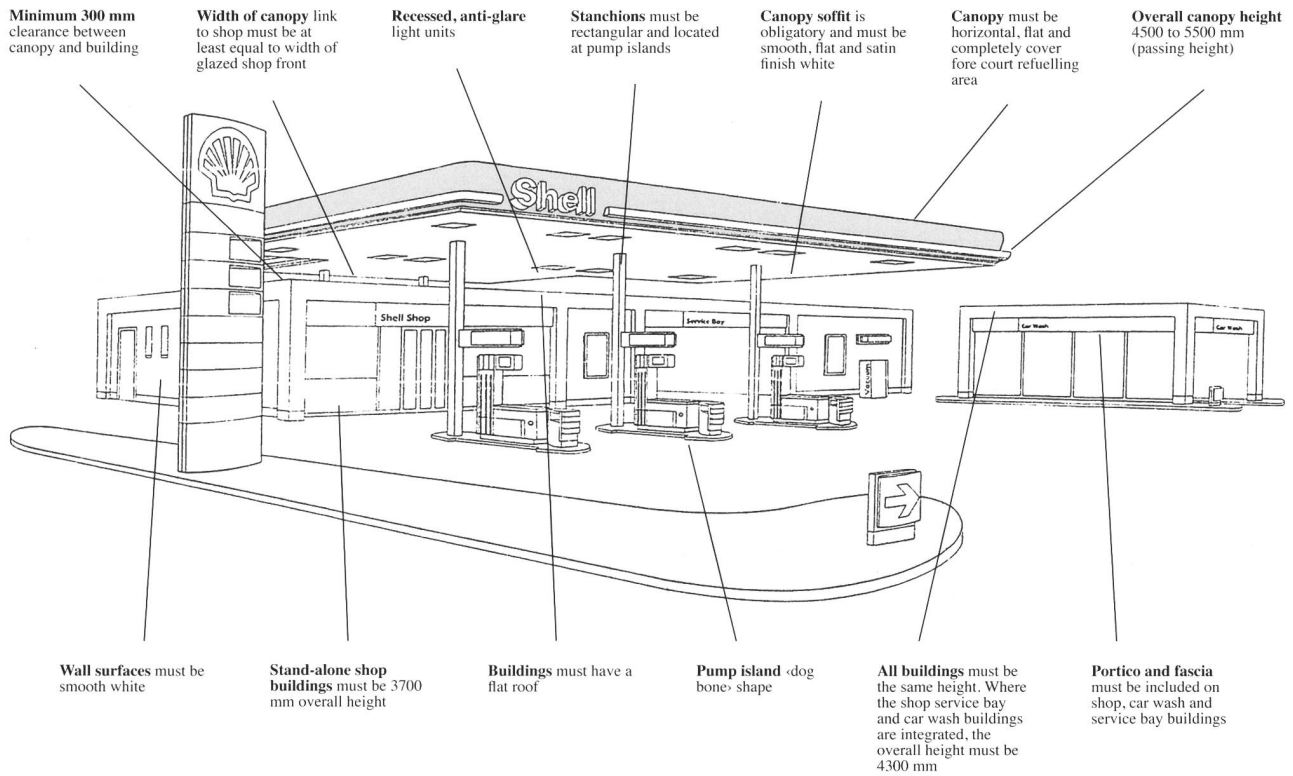 Minimum 300 mm
clearance between
canopy and building
Width of canopy link
to shop must be at
least equal to width of
glazed shop front
Recessed, anti-glare
light units
Stanchions must be
rectangular and located
at pump islands
Canopy soffit is
obligatory and must be
smooth, flat and satin
finish white
Canopy must be
horizontal, flat and
completely cover
fore court refuelling
area
Overall canopy height
4500 to 5500 mm
(passing height)
Shell
Shell Shop
Service Bay
Vacuum
Car Wash
Car Wash
Wall surfaces must be
smooth white
Stand-alone shop
buildings must be 3700
mm overall height
Buildings must have a
flat roof
Pump island ‹dog
bone› shape
All buildings must be
the same height. Where
the shop service bay
and car wash buildings
are integrated, the
overall height must be
4300 mm
Portico and fascia
must be included on
shop, car wash and
service bay buildings